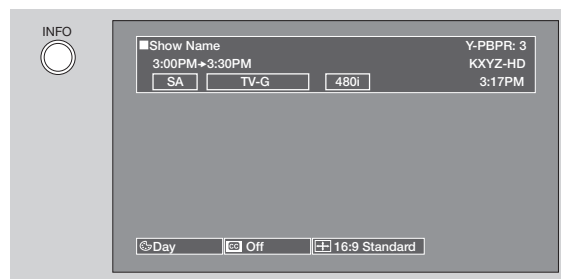 INFO
■Show Name Y-PBPR: 3
3:00PM→3:30PM KXYZ-HD
SA TV-G 480i 3:17PM
Day CC Off 16:9 Standard